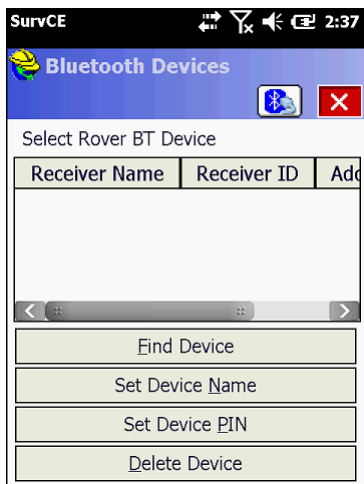 SurvCE 2:37
Bluetooth Devices
Select Rover BT Device
Receiver Name Receiver ID Add
Find Device
Set Device Name
Set Device PIN
Delete Device